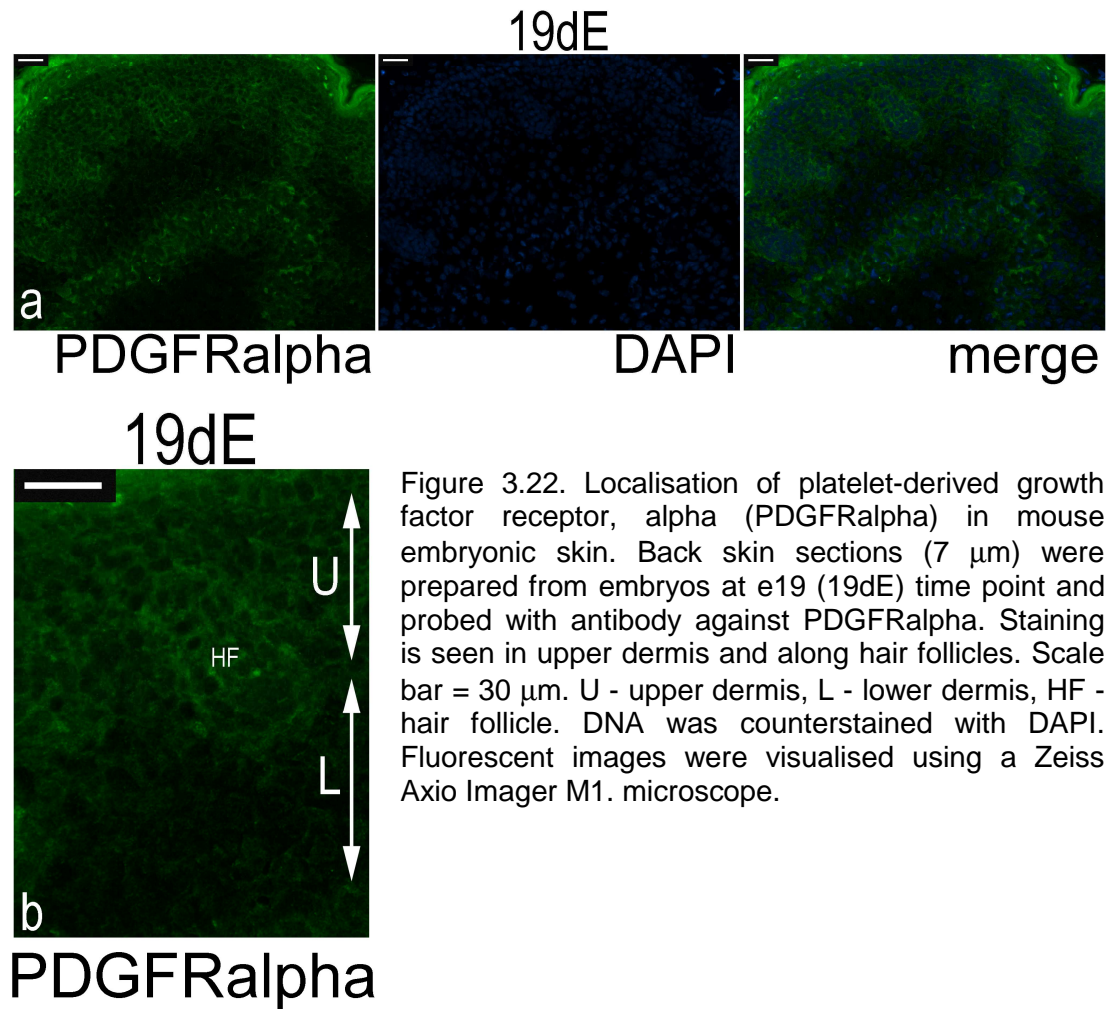 19dE
a
PDGFRalpha
DAPI
merge
19dE
U
HF
L
b
PDGFRalpha
Figure 3.22. Localisation of platelet-derived growth
factor receptor, alpha (PDGFRalpha) in mouse
embryonic skin. Back skin sections (7 μm) were
prepared from embryos at e19 (19dE) time point and
probed with antibody against PDGFRalpha. Staining
is seen in upper dermis and along hair follicles. Scale
bar = 30 μm. U - upper dermis, L - lower dermis, HF -
hair follicle. DNA was counterstained with DAPI.
Fluorescent images were visualised using a Zeiss
Axio Imager M1. microscope.